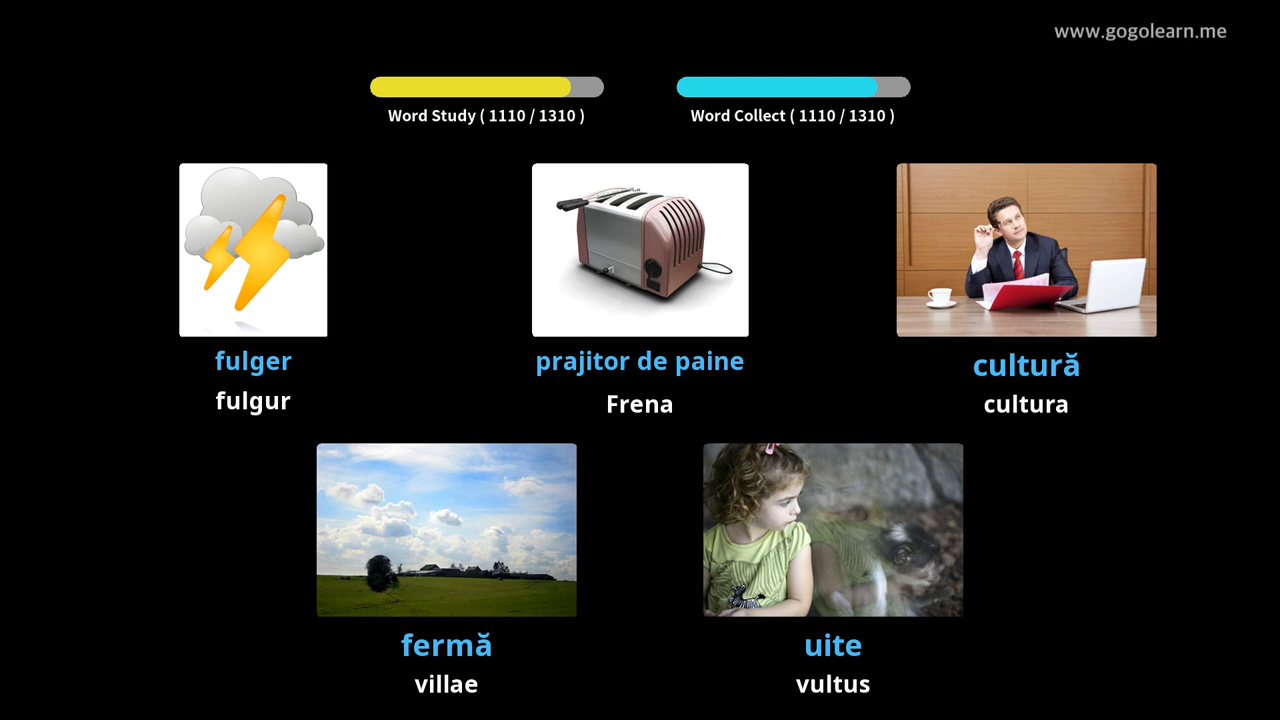 www.gogolearn.me
Word Study ( 1110 / 1310 )
Word Collect ( 1110 / 1310 )
fulger
fulgur
prajitor de paine
Frena
cultură
cultura
fermă
villae
uite
vultus